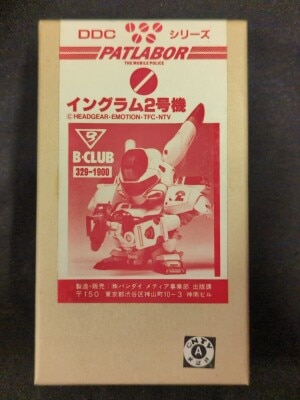 DDC シリーズ
PATLABOR
THE MOBILE POLICE
イングラム2号機
©HEADGEAR・EMOTION・TFC・NTV
B-CLUB
329-1900
2
製造・販売：㈱バンダイ メディア事業部 出版課
〒150 東京都渋谷区神山町10-3 神南ビル
A